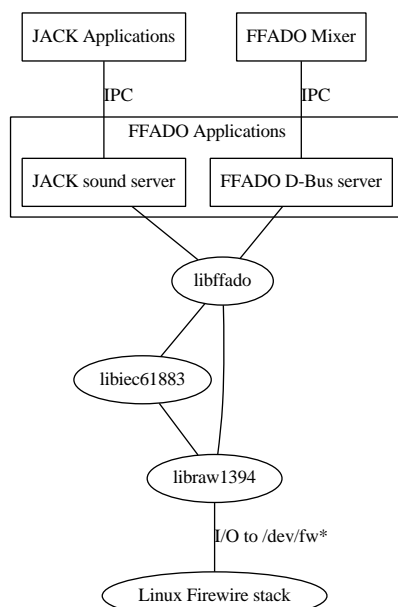 JACK Applications
FFADO Mixer
IPC
IPC
FFADO Applications
JACK sound server
FFADO D-Bus server
libffado
libiec61883
libraw1394
I/O to /dev/fw*
Linux Firewire stack